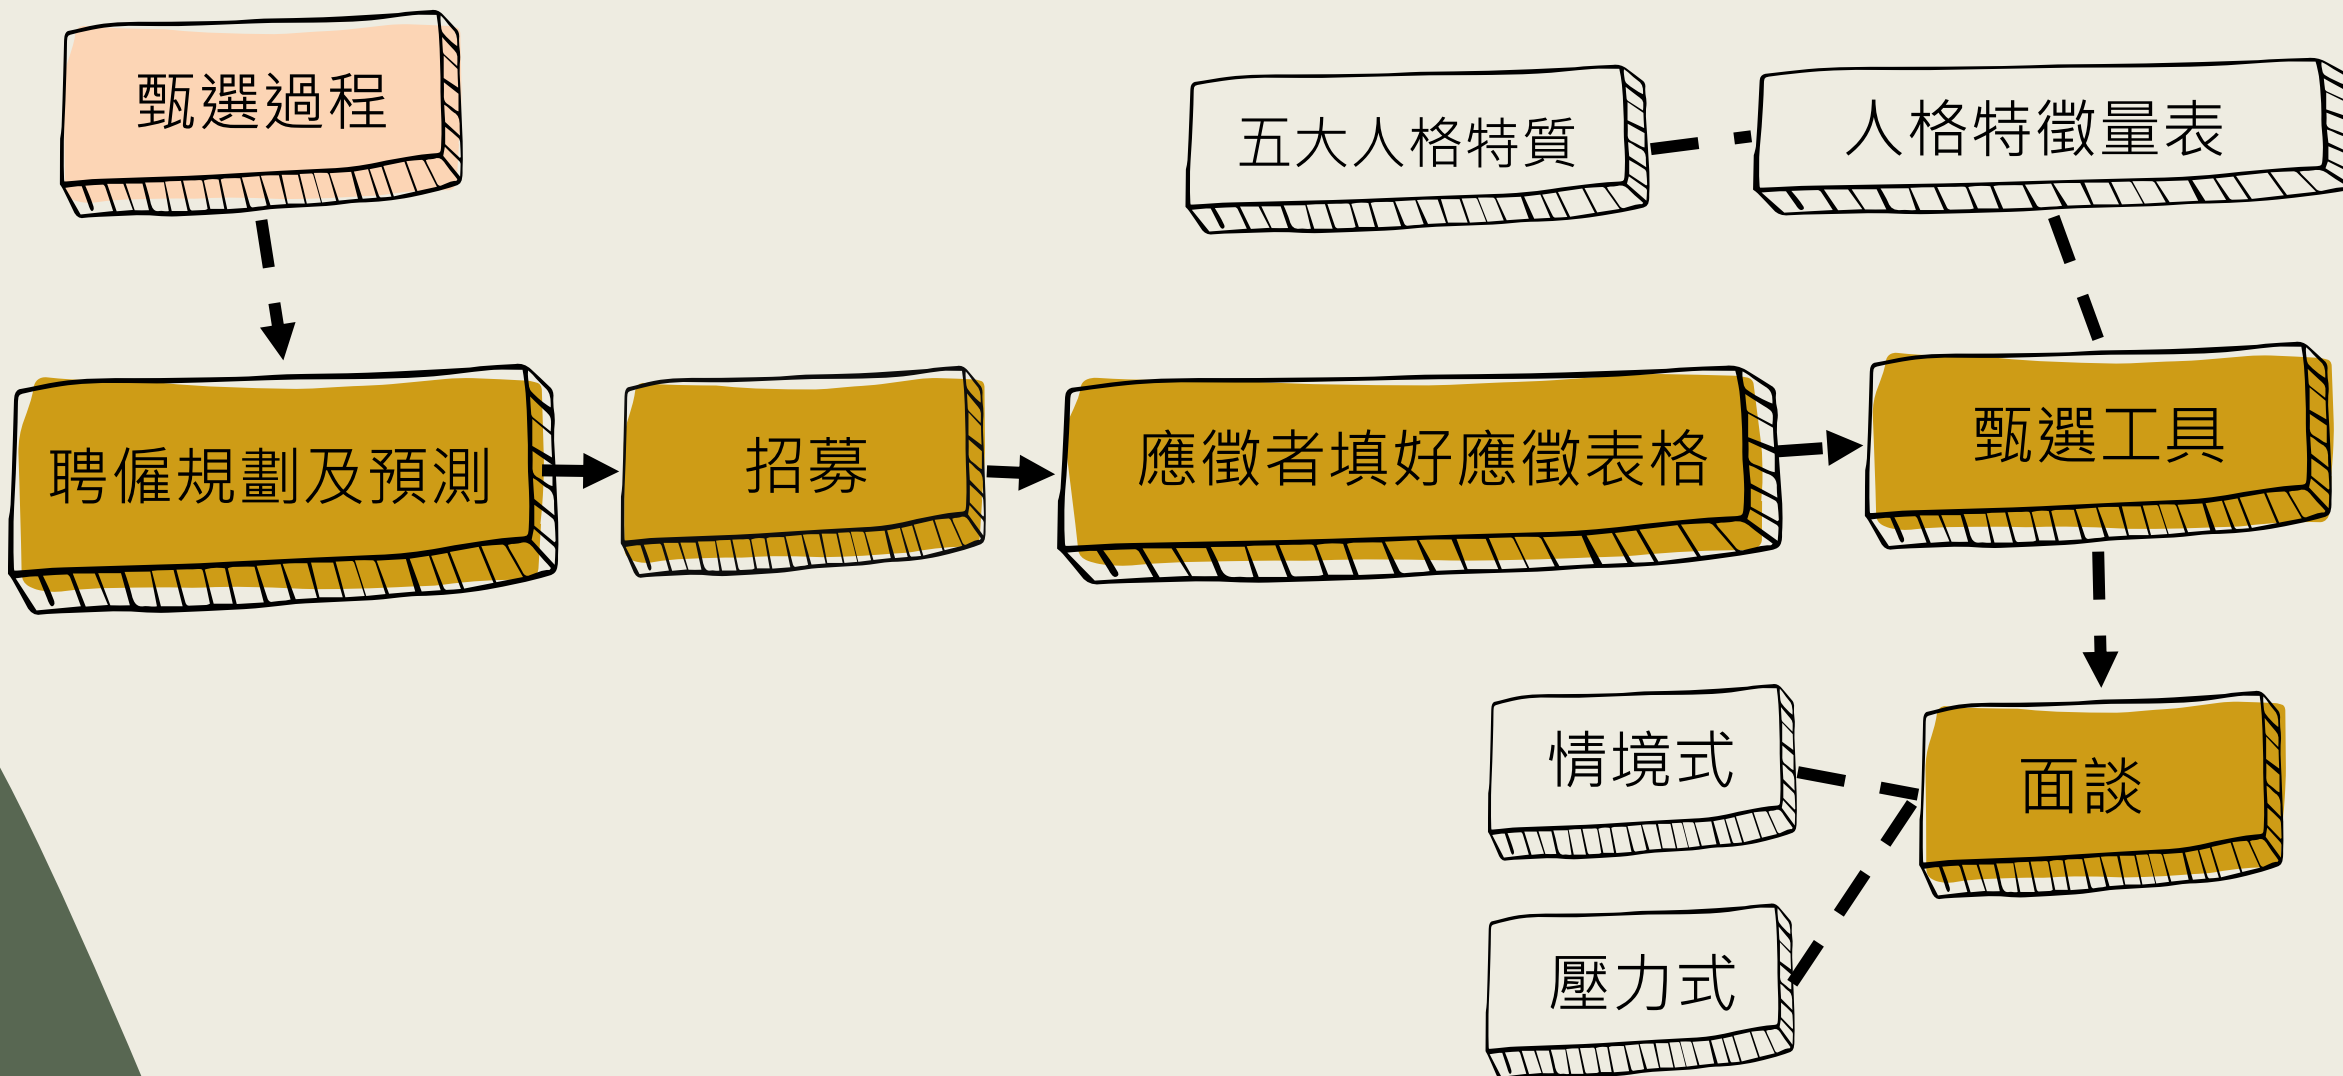 甄選過程
五大人格特質
人格特徵量表
聘僱規劃及預測
招募
應徵者填好應徵表格
甄選工具
情境式
面談
壓力式